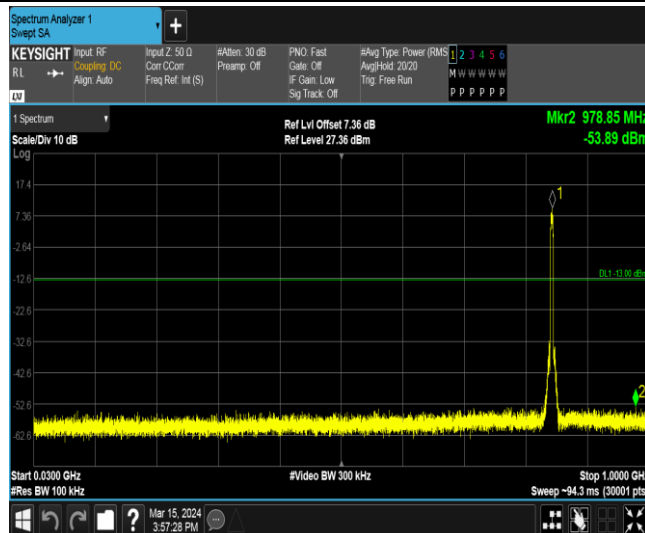 Spectrum Analyzer 1
Swept SA
+
KEYSIGHT
RL
LXI
Input: RF
Coupling: DC
Align: Auto
Input Z: 50 Ω
Corr CCorr
Freq Ref: Int (S)
#Atten: 30 dB
Preamp: Off
PNO: Fast
Gate: Off
IF Gain: Low
Sig Track: Off
#Avg Type: Power (RMS
Avg|Hold: 20/20
Trig: Free Run
1 2 3 4 5 6
M W W W W W
P P P P P P
1 Spectrum
Scale/Div 10 dB
Log
Ref Lvl Offset 7.36 dB
Ref Level 27.36 dBm
Mkr2 978.85 MHz
-53.89 dBm
17.4
7.36
-2.64
-12.6
-22.6
-32.6
-42.6
-52.6
-62.6
1
DL1 -13.00 dBm
2
Start 0.0300 GHz
#Res BW 100 kHz
#Video BW 300 kHz
Stop 1.0000 GHz
Sweep ~94.3 ms (30001 pts
?
Mar 15, 2024
3:57:28 PM